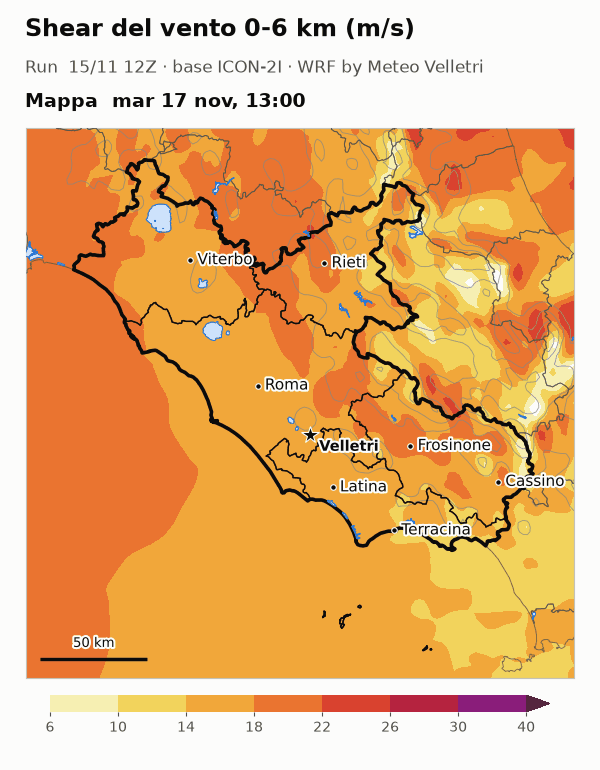 Shear del vento 0-6 km (m/s)
Run  15/11 12Z · base ICON-2I · WRF by Meteo Velletri
Mappa  mar 17 nov, 13:00
Viterbo
Rieti
Roma
Velletri
Frosinone
Latina
Cassino
Terracina
50 km
6 10 14 18 22 26 30 40